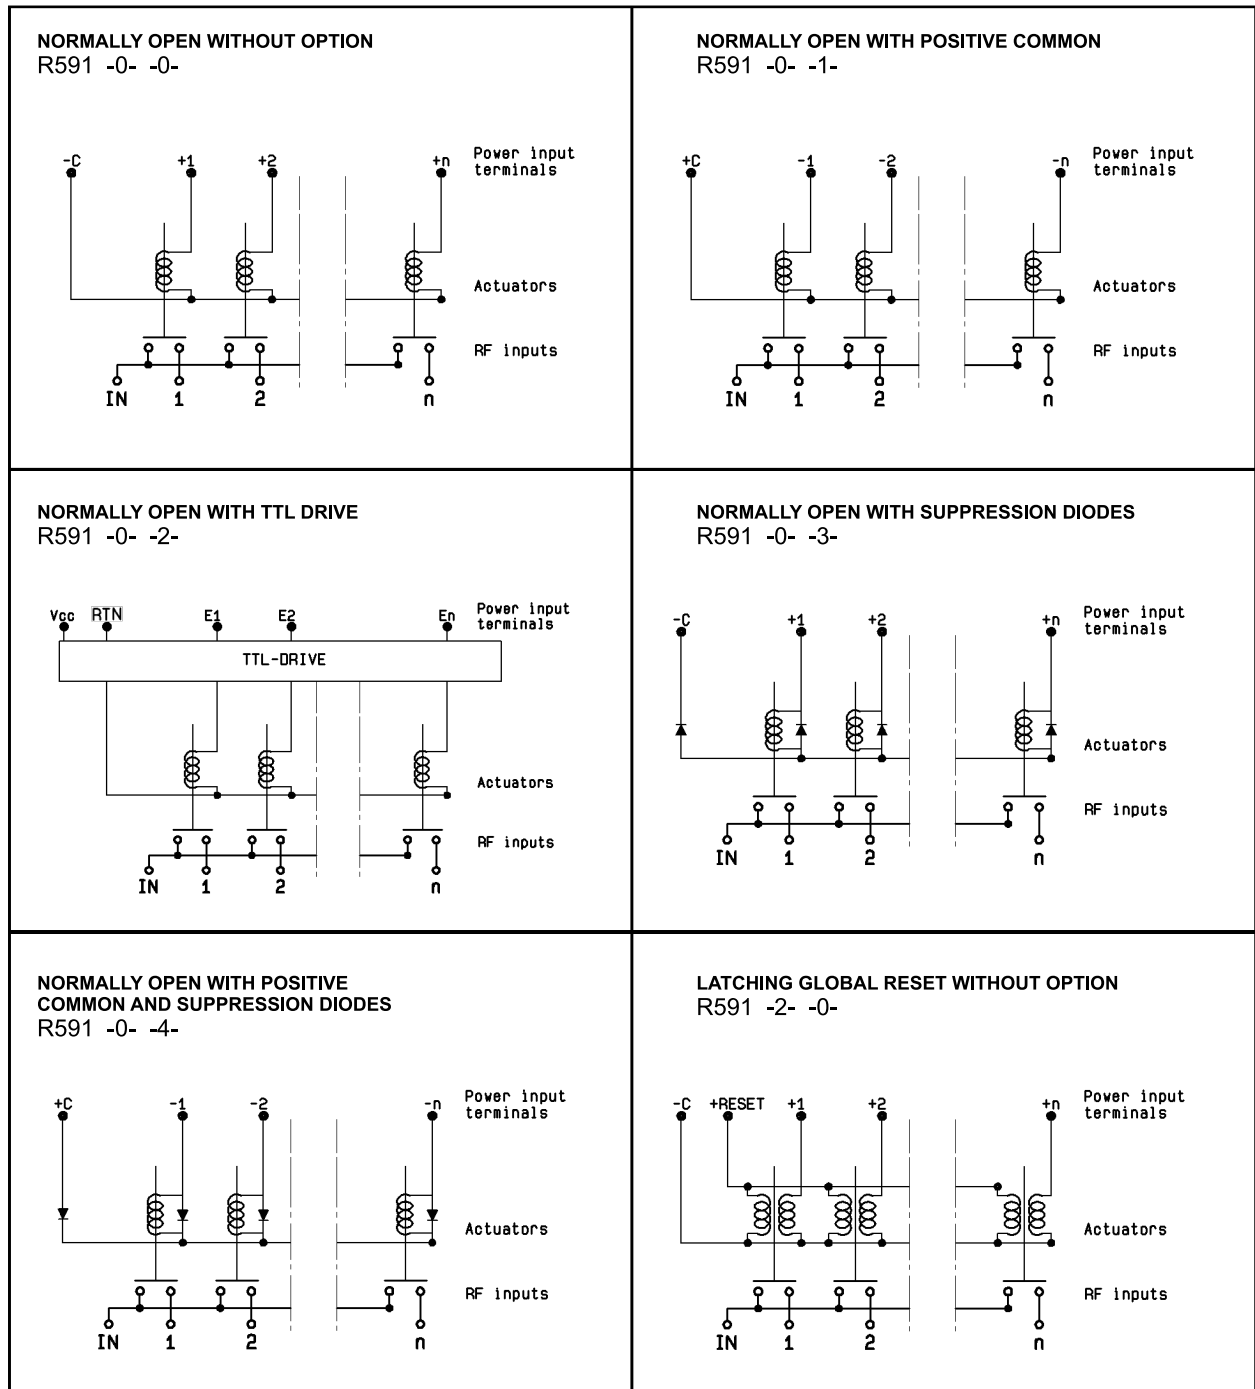 NORMALLY OPEN WITHOUT OPTION
R591 -0- -0-
-C +1 +2 +n
Power input
terminals
Actuators
RF inputs
IN 1 2 n
NORMALLY OPEN WITH POSITIVE COMMON
R591 -0- -1-
+C -1 -2 -n
Power input
terminals
Actuators
RF inputs
IN 1 2 n
NORMALLY OPEN WITH TTL DRIVE
R591 -0- -2-
Vcc RTN E1 E2 En
Power input
terminals
TTL-DRIVE
Actuators
RF inputs
IN 1 2 n
NORMALLY OPEN WITH SUPPRESSION DIODES
R591 -0- -3-
-C +1 +2 +n
Power input
terminals
Actuators
RF inputs
IN 1 2 n
NORMALLY OPEN WITH POSITIVE
COMMON AND SUPPRESSION DIODES
R591 -0- -4-
+C -1 -2 -n
Power input
terminals
Actuators
RF inputs
IN 1 2 n
LATCHING GLOBAL RESET WITHOUT OPTION
R591 -2- -0-
-C +RESET +1 +2 +n
Power input
terminals
Actuators
RF inputs
IN 1 2 n